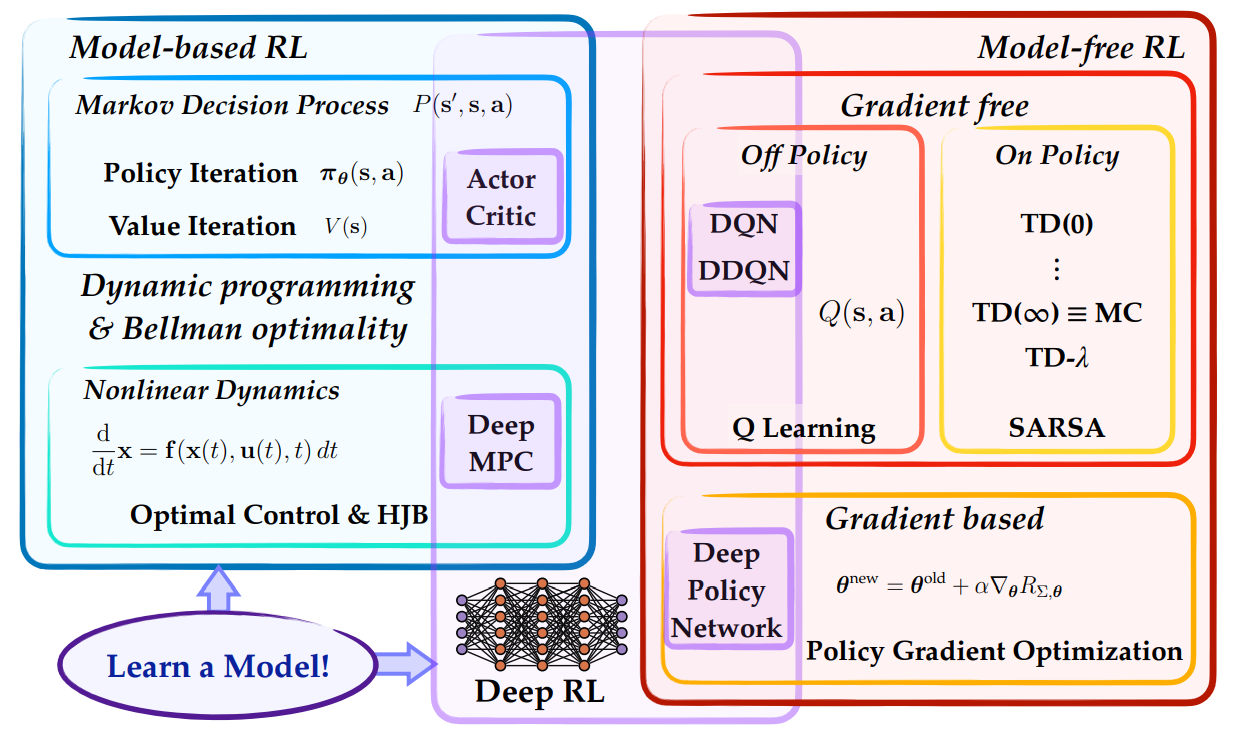 Model-based RL
Markov Decision Process P(s′, s, a)
Policy Iteration π_θ(s, a)
Value Iteration V(s)
Actor
Critic
Dynamic programming
& Bellman optimality
Nonlinear Dynamics
d/dt x = f(x(t), u(t), t) dt
Optimal Control & HJB
Deep
MPC
Learn a Model!
Deep RL
Model-free RL
Gradient free
Off Policy
DQN
DDQN
Q(s, a)
Q Learning
On Policy
TD(0)
⋮
TD(∞) ≡ MC
TD-λ
SARSA
Gradient based
Deep
Policy
Network
θ^new = θ^old + α∇_θ R_Σ,θ
Policy Gradient Optimization